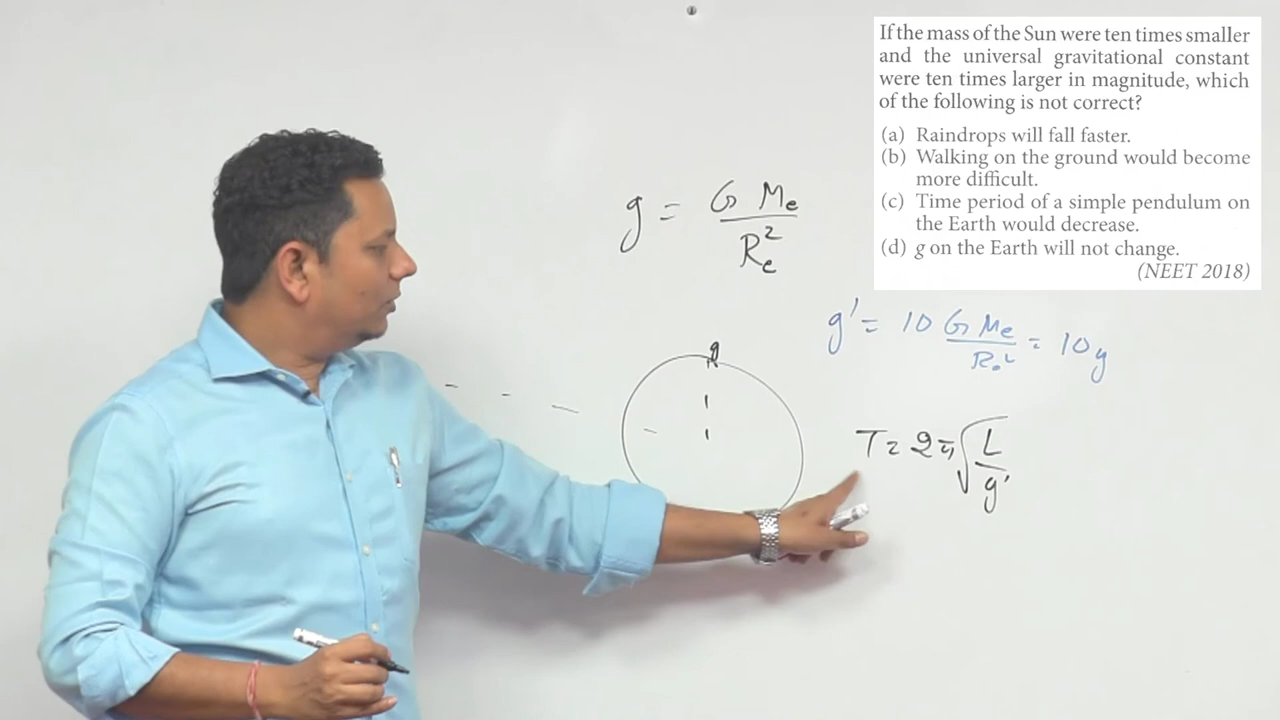 If the mass of the Sun were ten times smaller
and the universal gravitational constant
were ten times larger in magnitude, which
of the following is not correct?
(a) Raindrops will fall faster.
(b) Walking on the ground would become
more difficult.
(c) Time period of a simple pendulum on
the Earth would decrease.
(d) g on the Earth will not change.
(NEET 2018)
g = G Me / Re²
g' = 10 G Me / Re² = 10g
T = 2π √ L / g'